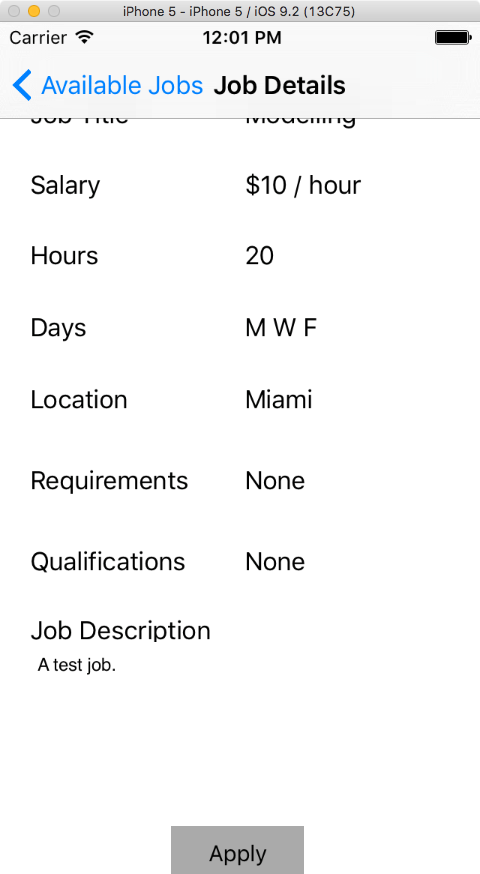 iPhone 5 - iPhone 5 / iOS 9.2 (13C75)
Carrier 12:01 PM
Available Jobs Job Details
Job Title Modelling
Salary $10 / hour
Hours 20
Days M W F
Location Miami
Requirements None
Qualifications None
Job Description
A test job.
Apply